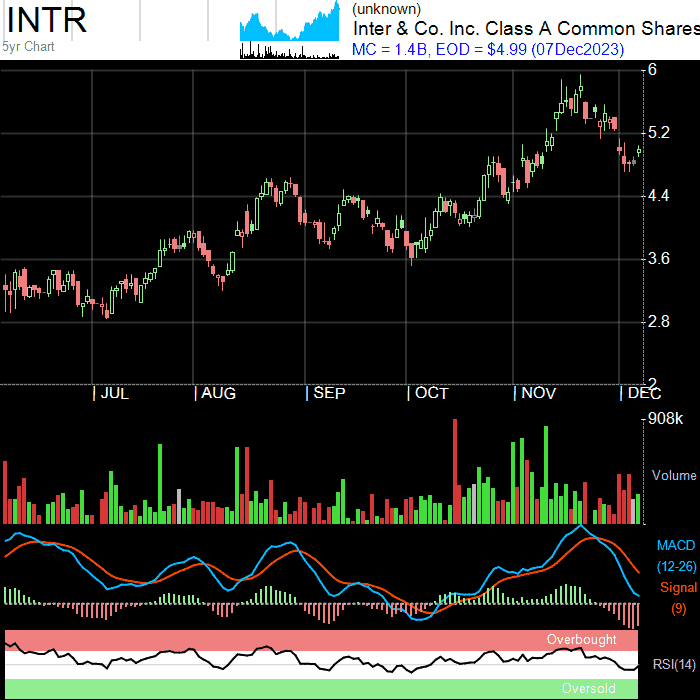 INTR
5yr Chart
(unknown)
Inter & Co. Inc. Class A Common Shares
MC = 1.4B, EOD = $4.99 (07Dec2023)
6
5.2
4.4
3.6
2.8
2
JUL AUG SEP OCT NOV DEC
908k
Volume
MACD
(12-26)
Signal
(9)
Overbought
RSI(14)
Oversold